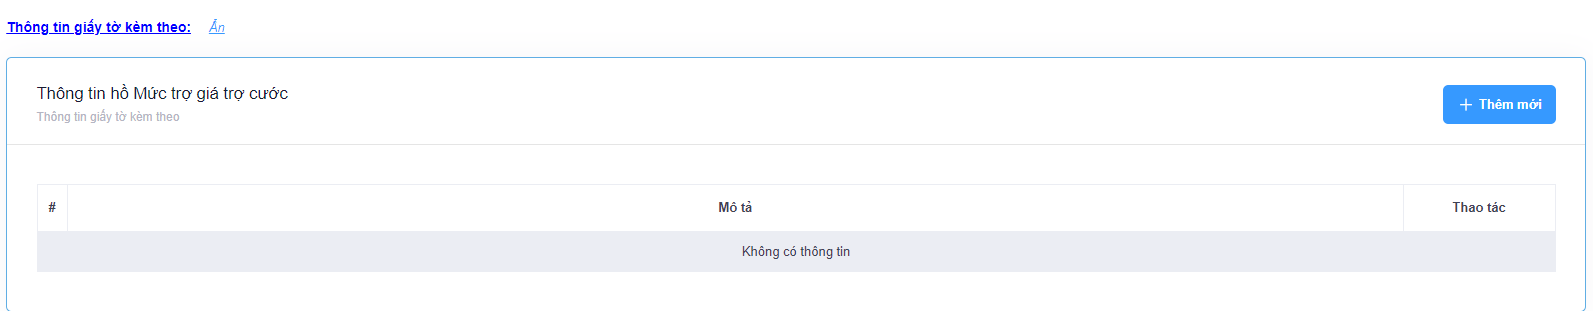 Thông tin giấy tờ kèm theo: Ẩn
Thông tin hồ Mức trợ giá trợ cước
Thông tin giấy tờ kèm theo
+ Thêm mới
# Mô tả Thao tác
Không có thông tin